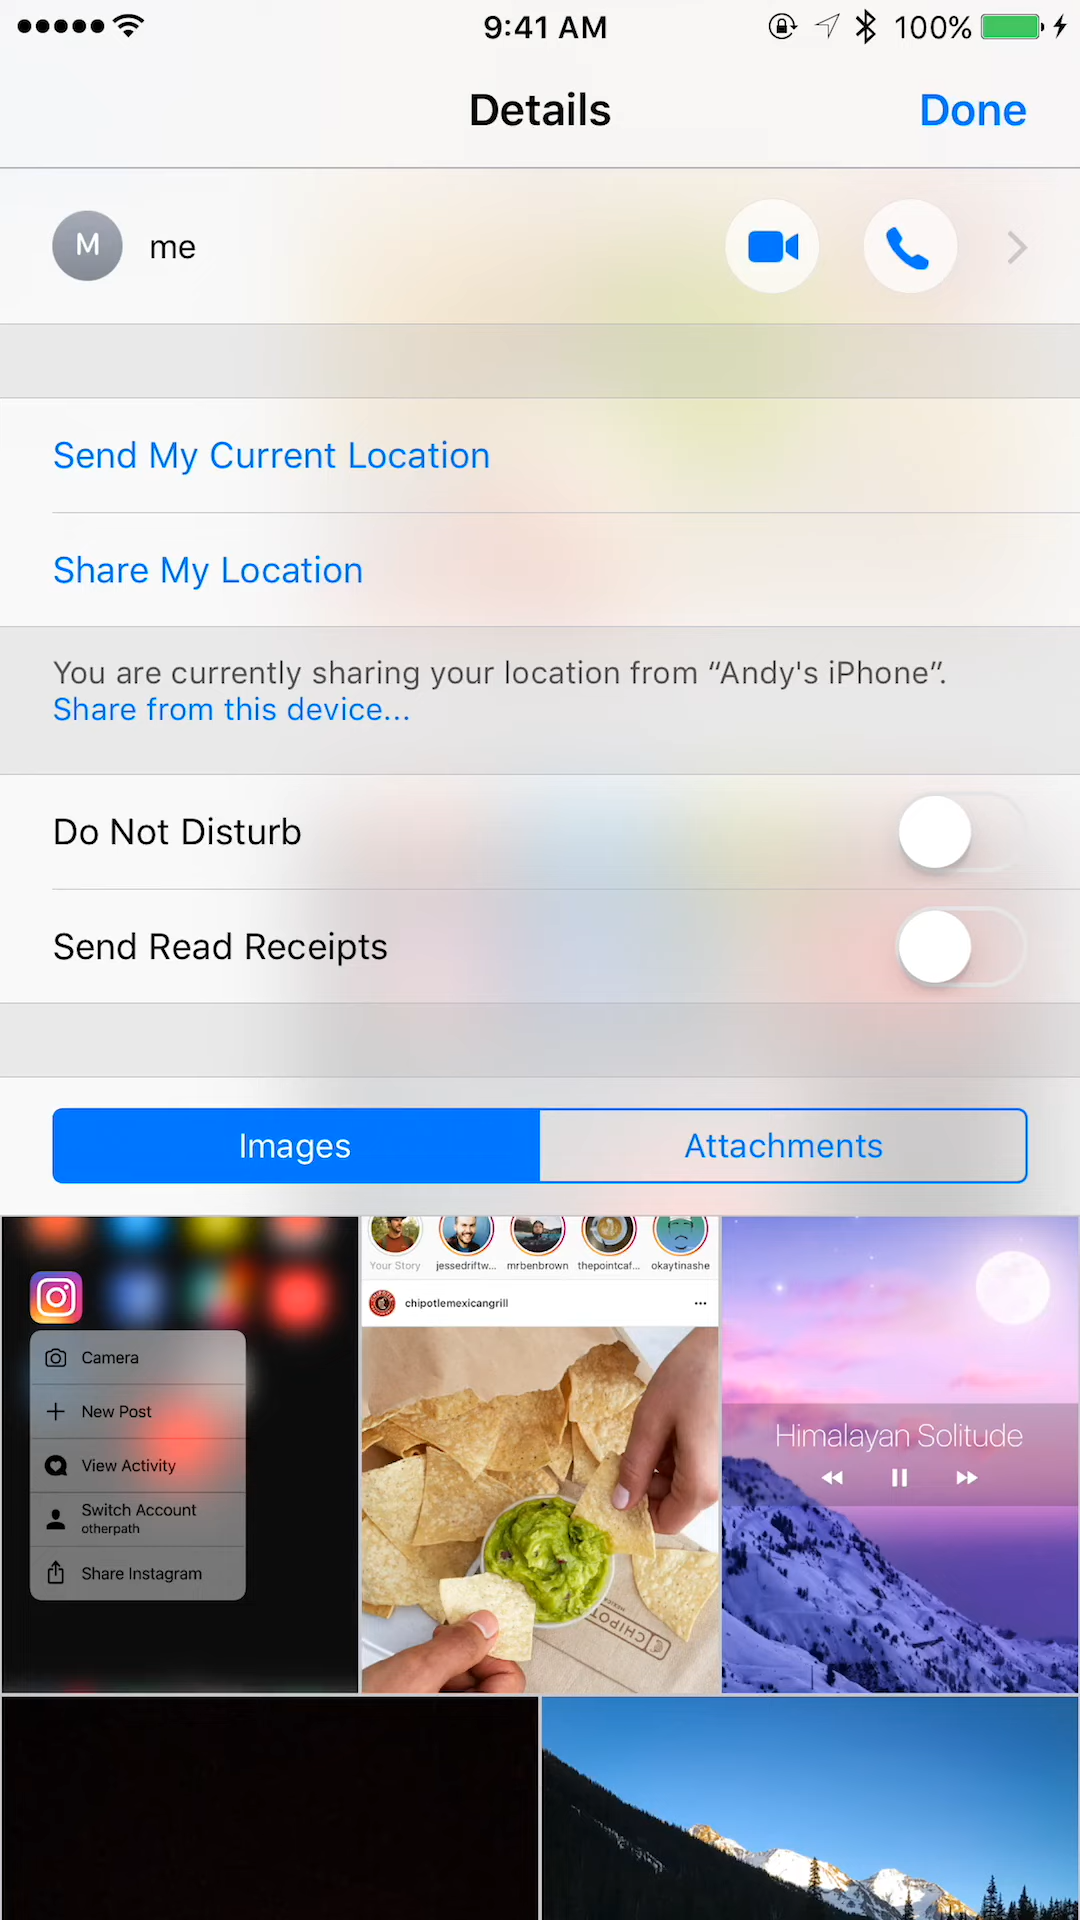 9:41 AM
100%
Details
Done
M
me
Send My Current Location
Share My Location
You are currently sharing your location from “Andy's iPhone”.
Share from this device...
Do Not Disturb
Send Read Receipts
Images
Attachments
Camera
New Post
View Activity
Switch Account
otherpath
Share Instagram
Your Story
jessedriftw...
mrbenbrown
thepointcaf...
okaytinashe
chipotlemexicangrill
CHIPOT
Himalayan Solitude